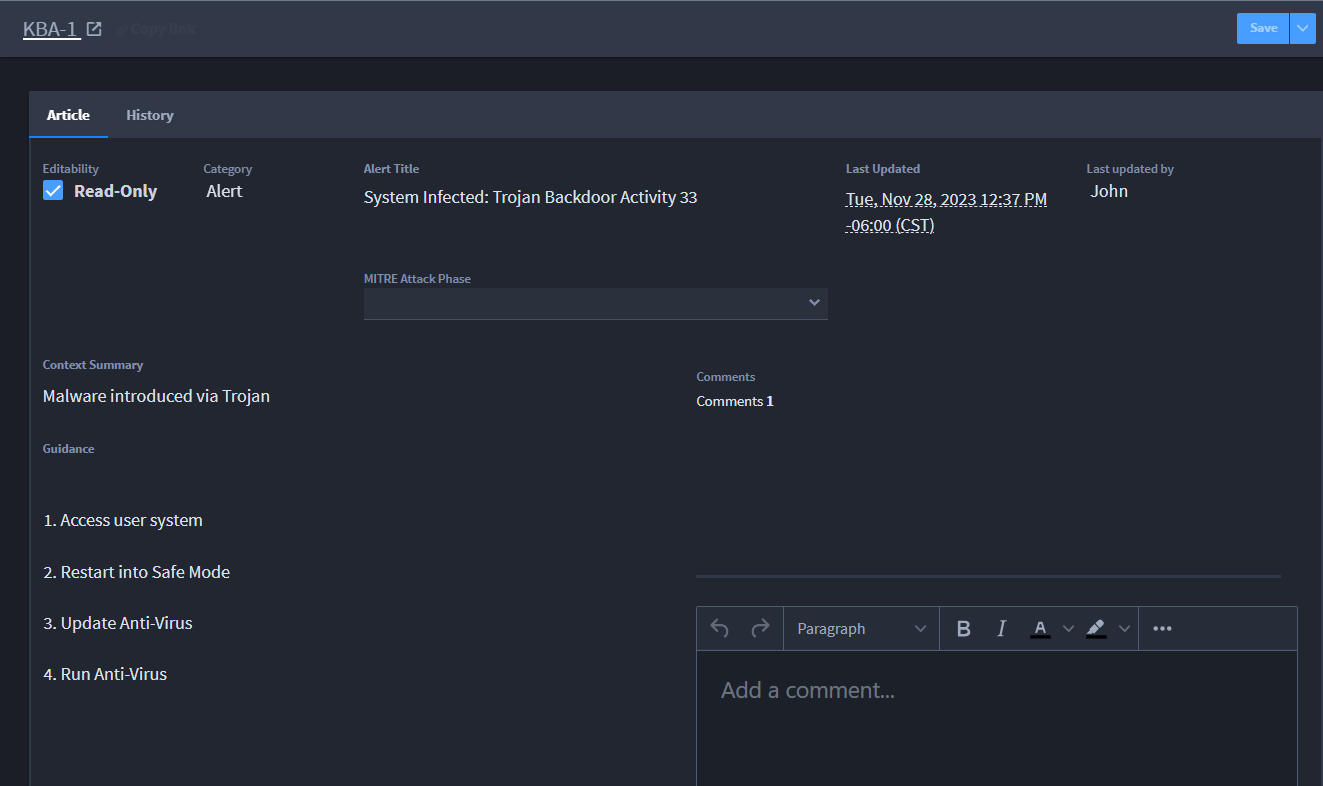 KBA-1
Copy link
Save
Article
History
Editability
Read-Only
Category
Alert
Alert Title
System Infected: Trojan Backdoor Activity 33
Last Updated
Tue, Nov 28, 2023 12:37 PM
-06:00 (CST)
Last updated by
John
MITRE Attack Phase
Context Summary
Malware introduced via Trojan
Comments
Comments 1
Guidance
1. Access user system
2. Restart into Safe Mode
3. Update Anti-Virus
4. Run Anti-Virus
Paragraph
B I A
Add a comment...